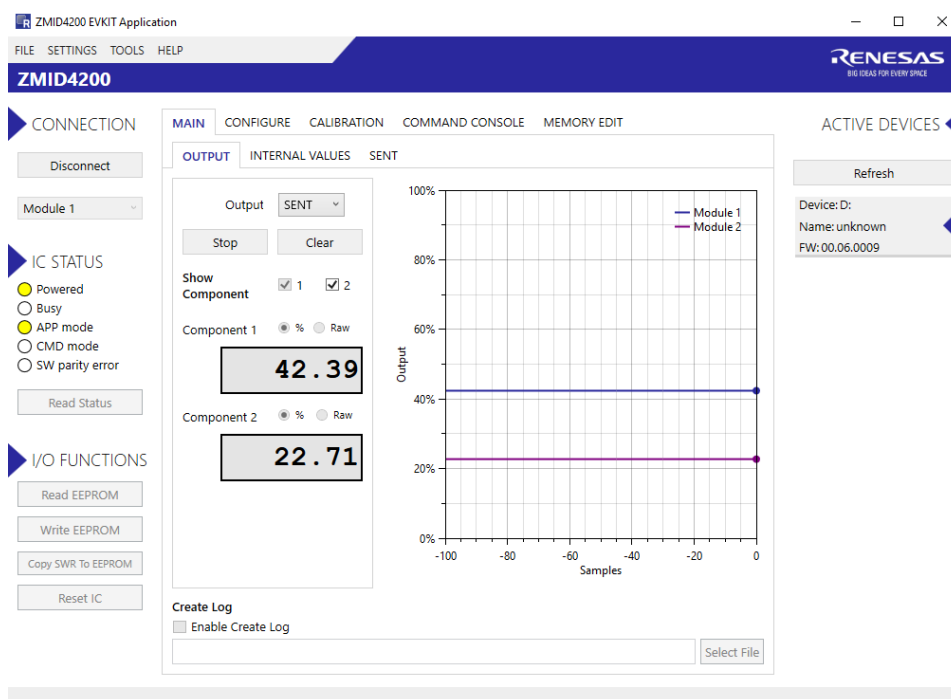 ZMID4200 EVKIT Application
FILE SETTINGS TOOLS HELP
ZMID4200
RENESAS
BIG IDEAS FOR EVERY SPACE
CONNECTION
Disconnect
Module 1
IC STATUS
Powered
Busy
APP mode
CMD mode
SW parity error
Read Status
I/O FUNCTIONS
Read EEPROM
Write EEPROM
Copy SWR To EEPROM
Reset IC
MAIN CONFIGURE CALIBRATION COMMAND CONSOLE MEMORY EDIT
OUTPUT INTERNAL VALUES SENT
Output SENT
Stop Clear
Show
Component 1 2
Component 1 % Raw
42.39
Component 2 % Raw
22.71
100%
80%
60%
40%
20%
0%
Output
Module 1
Module 2
-100 -80 -60 -40 -20 0
Samples
Create Log
Enable Create Log
Select File
ACTIVE DEVICES
Refresh
Device: D:
Name: unknown
FW: 00.06.0009